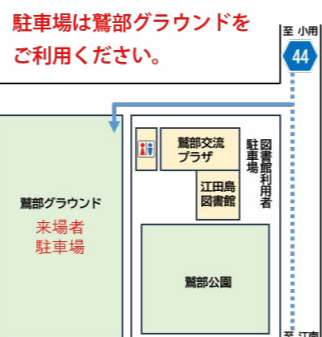 駐車場は鷲部グラウンドを
ご利用ください。
至 小用
44
鷲部交流
プラザ
図書館利用者
駐車場
江田島
図書館
鷲部グラウンド
来場者
駐車場
鷲部公園
至 江南